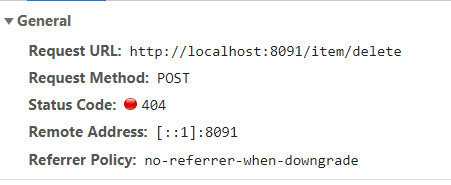 General
Request URL: http://localhost:8091/item/delete
Request Method: POST
Status Code: 404
Remote Address: [::1]:8091
Referrer Policy: no-referrer-when-downgrade